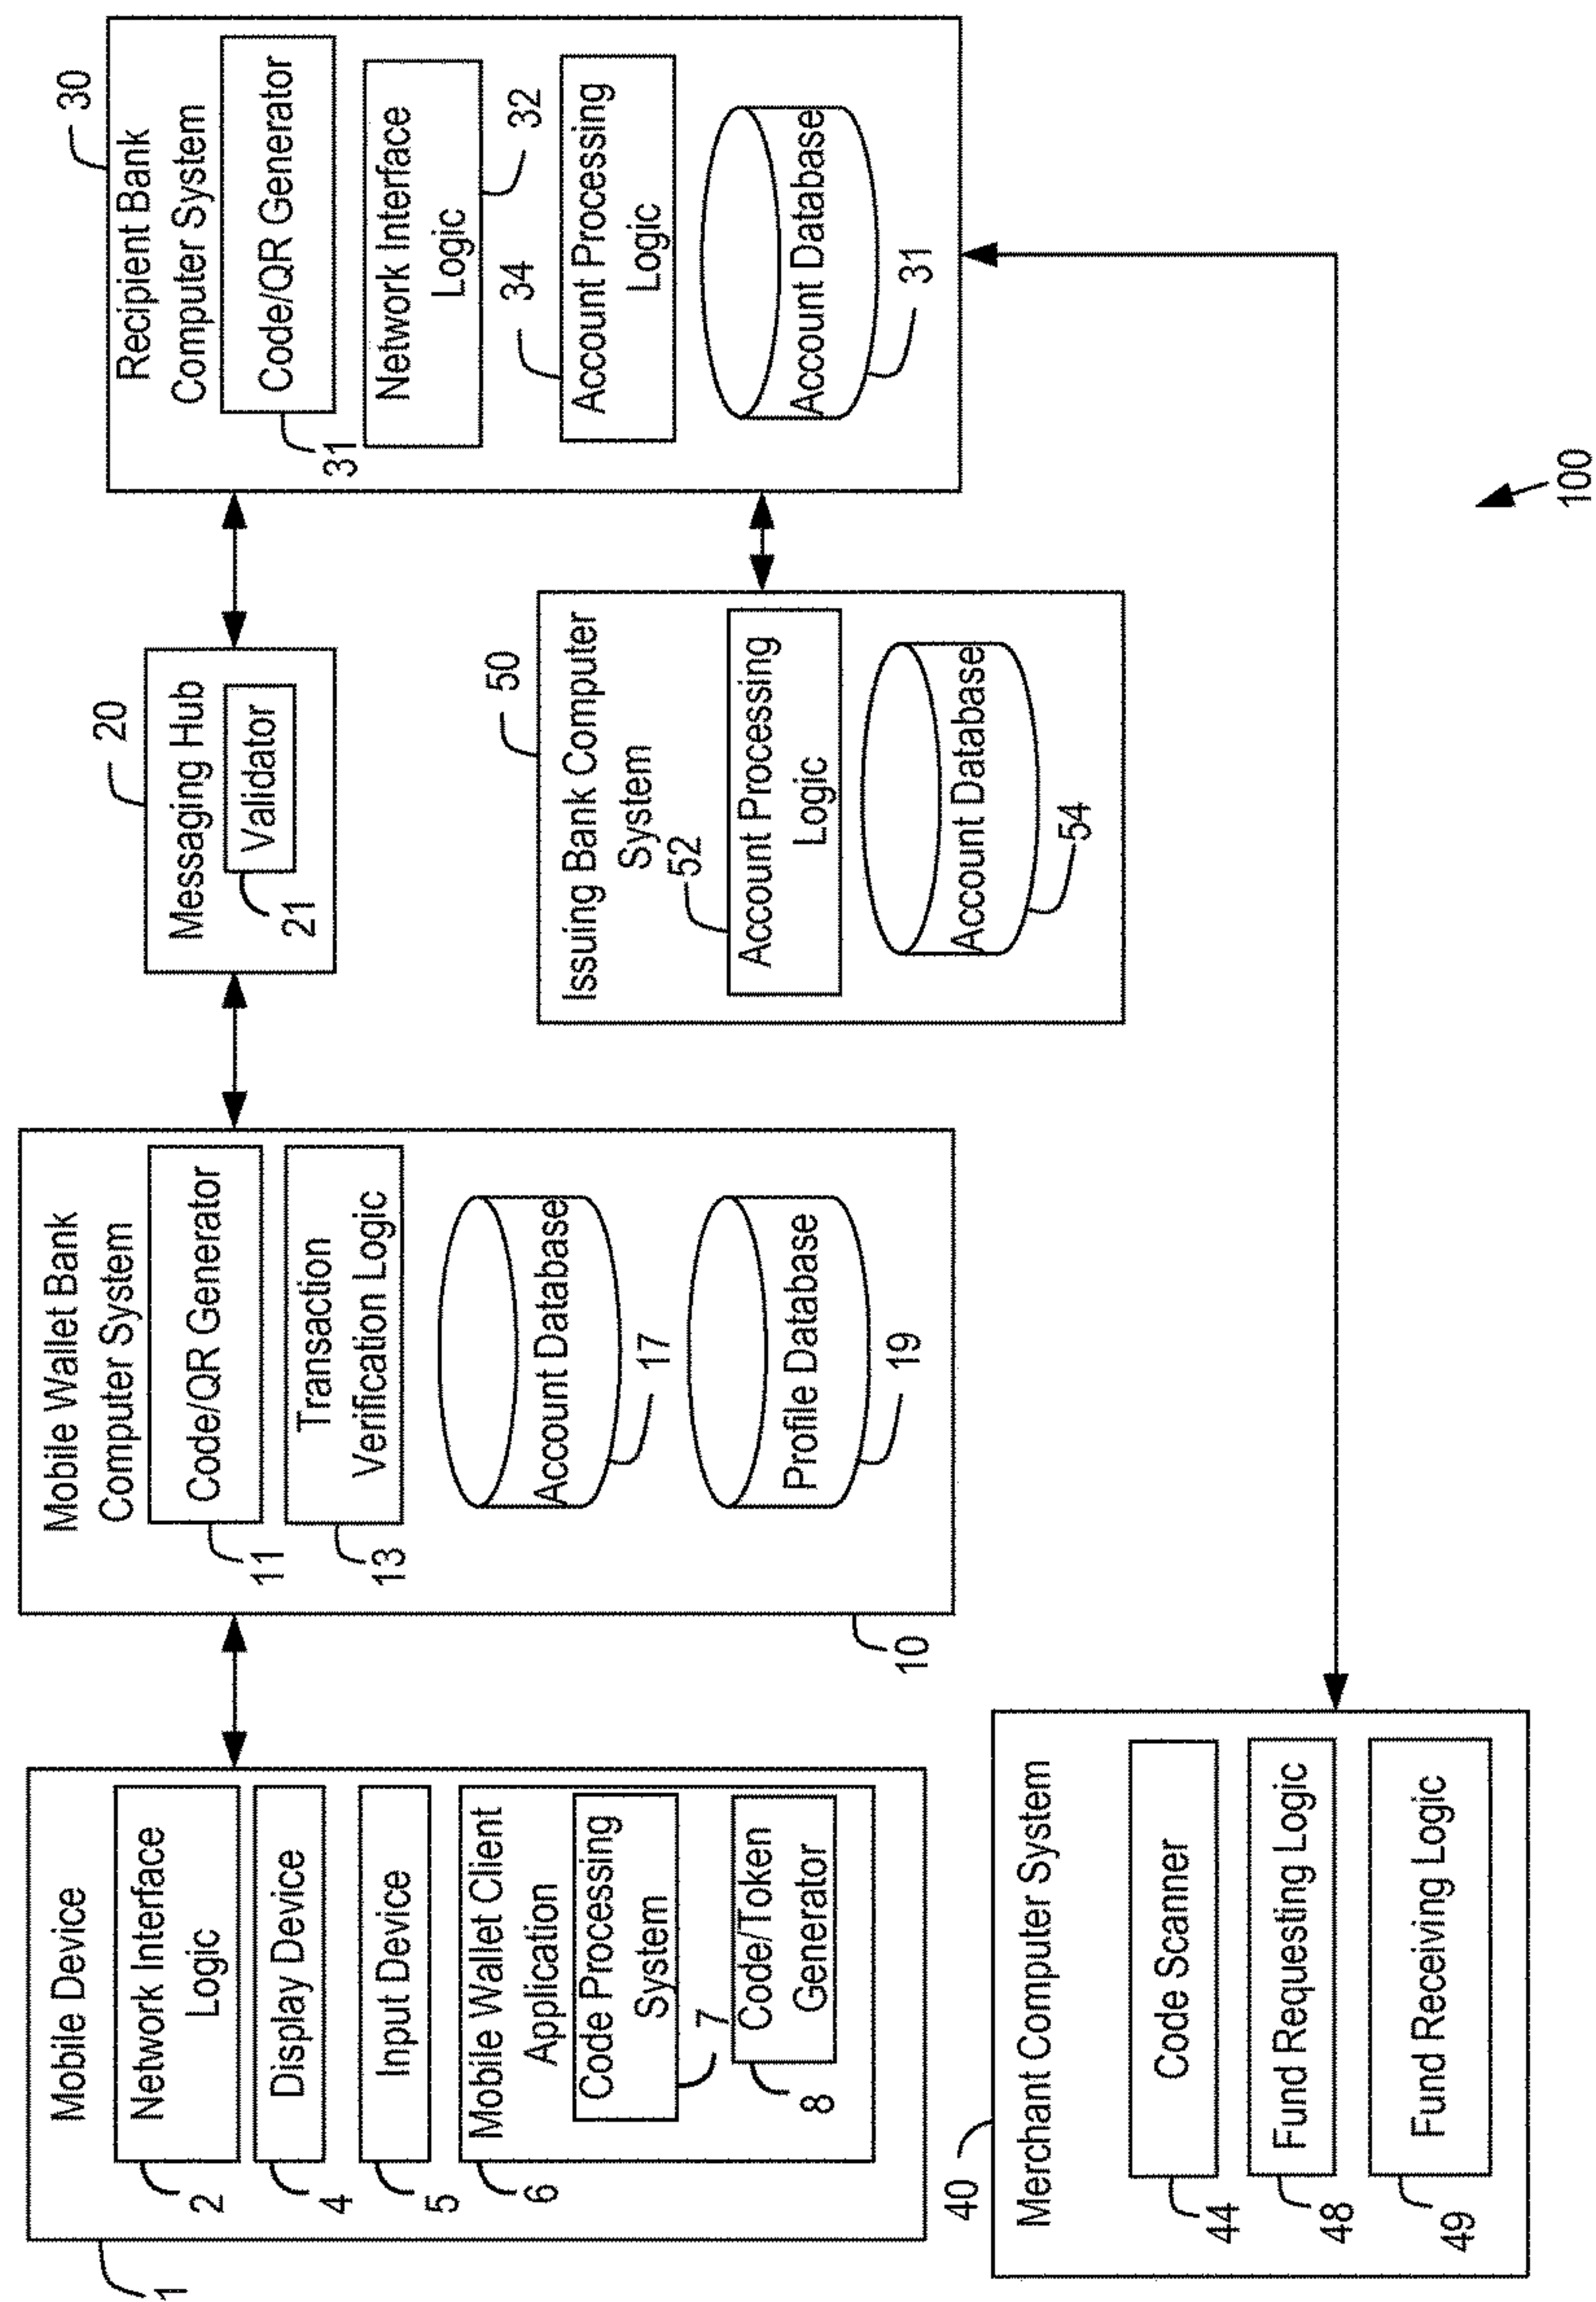 1
Mobile Device
Network Interface
Logic
2
Display Device
4
Input Device
5
Mobile Wallet Client
Application
6
Code Processing
System
7
Code/Token
Generator
8
Mobile Wallet Bank
Computer System
Code/QR Generator
11
Transaction
Verification Logic
13
Account Database
17
Profile Database
19
10
20
Messaging Hub
Validator
21
30
Recipient Bank
Computer System
Code/QR Generator
31
Network Interface
Logic
32
34
Account Processing
Logic
Account Database
31
50
Issuing Bank Computer
System
52
Account Processing
Logic
Account Database
54
40
Merchant Computer System
Code Scanner
44
Fund Requesting Logic
48
Fund Receiving Logic
49
100